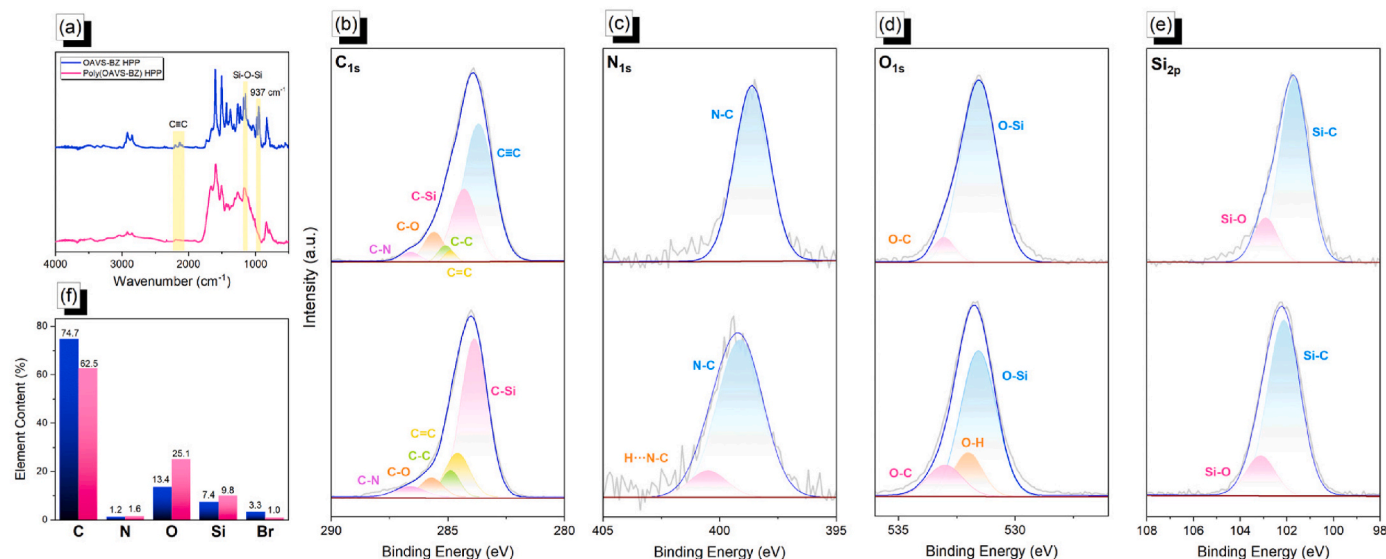 (a)
OAVS-BZ HPP
Poly(OAVS-BZ) HPP
Si-O-Si
937 cm-1
C≡C
4000 3000 2000 1000
Wavenumber (cm-1)
(f)
Element Content (%)
80
60
40
20
0
74.7
62.5
1.2 1.6
13.4
25.1
7.4
9.8
3.3
1.0
C N O Si Br
(b)
C1s
C≡C
C-Si
C-O
C-N
C-C
C=C
Intensity (a.u.)
C-Si
C=C
C-C
C-O
C-N
290 285 280
Binding Energy (eV)
(c)
N1s
N-C
N-C
H···N-C
405 400 395
Binding Energy (eV)
(d)
O1s
O-Si
O-C
O-Si
O-H
O-C
535 530
Binding Energy (eV)
(e)
Si2p
Si-C
Si-O
Si-C
Si-O
108 106 104 102 100 98
Binding Energy (eV)